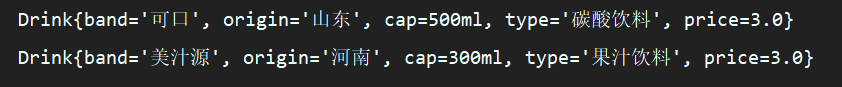 Drink{band='可口', origin='山东', cap=500ml, type='碳酸饮料', price=3.0}
Drink{band='美汁源', origin='河南', cap=300ml, type='果汁饮料', price=3.0}